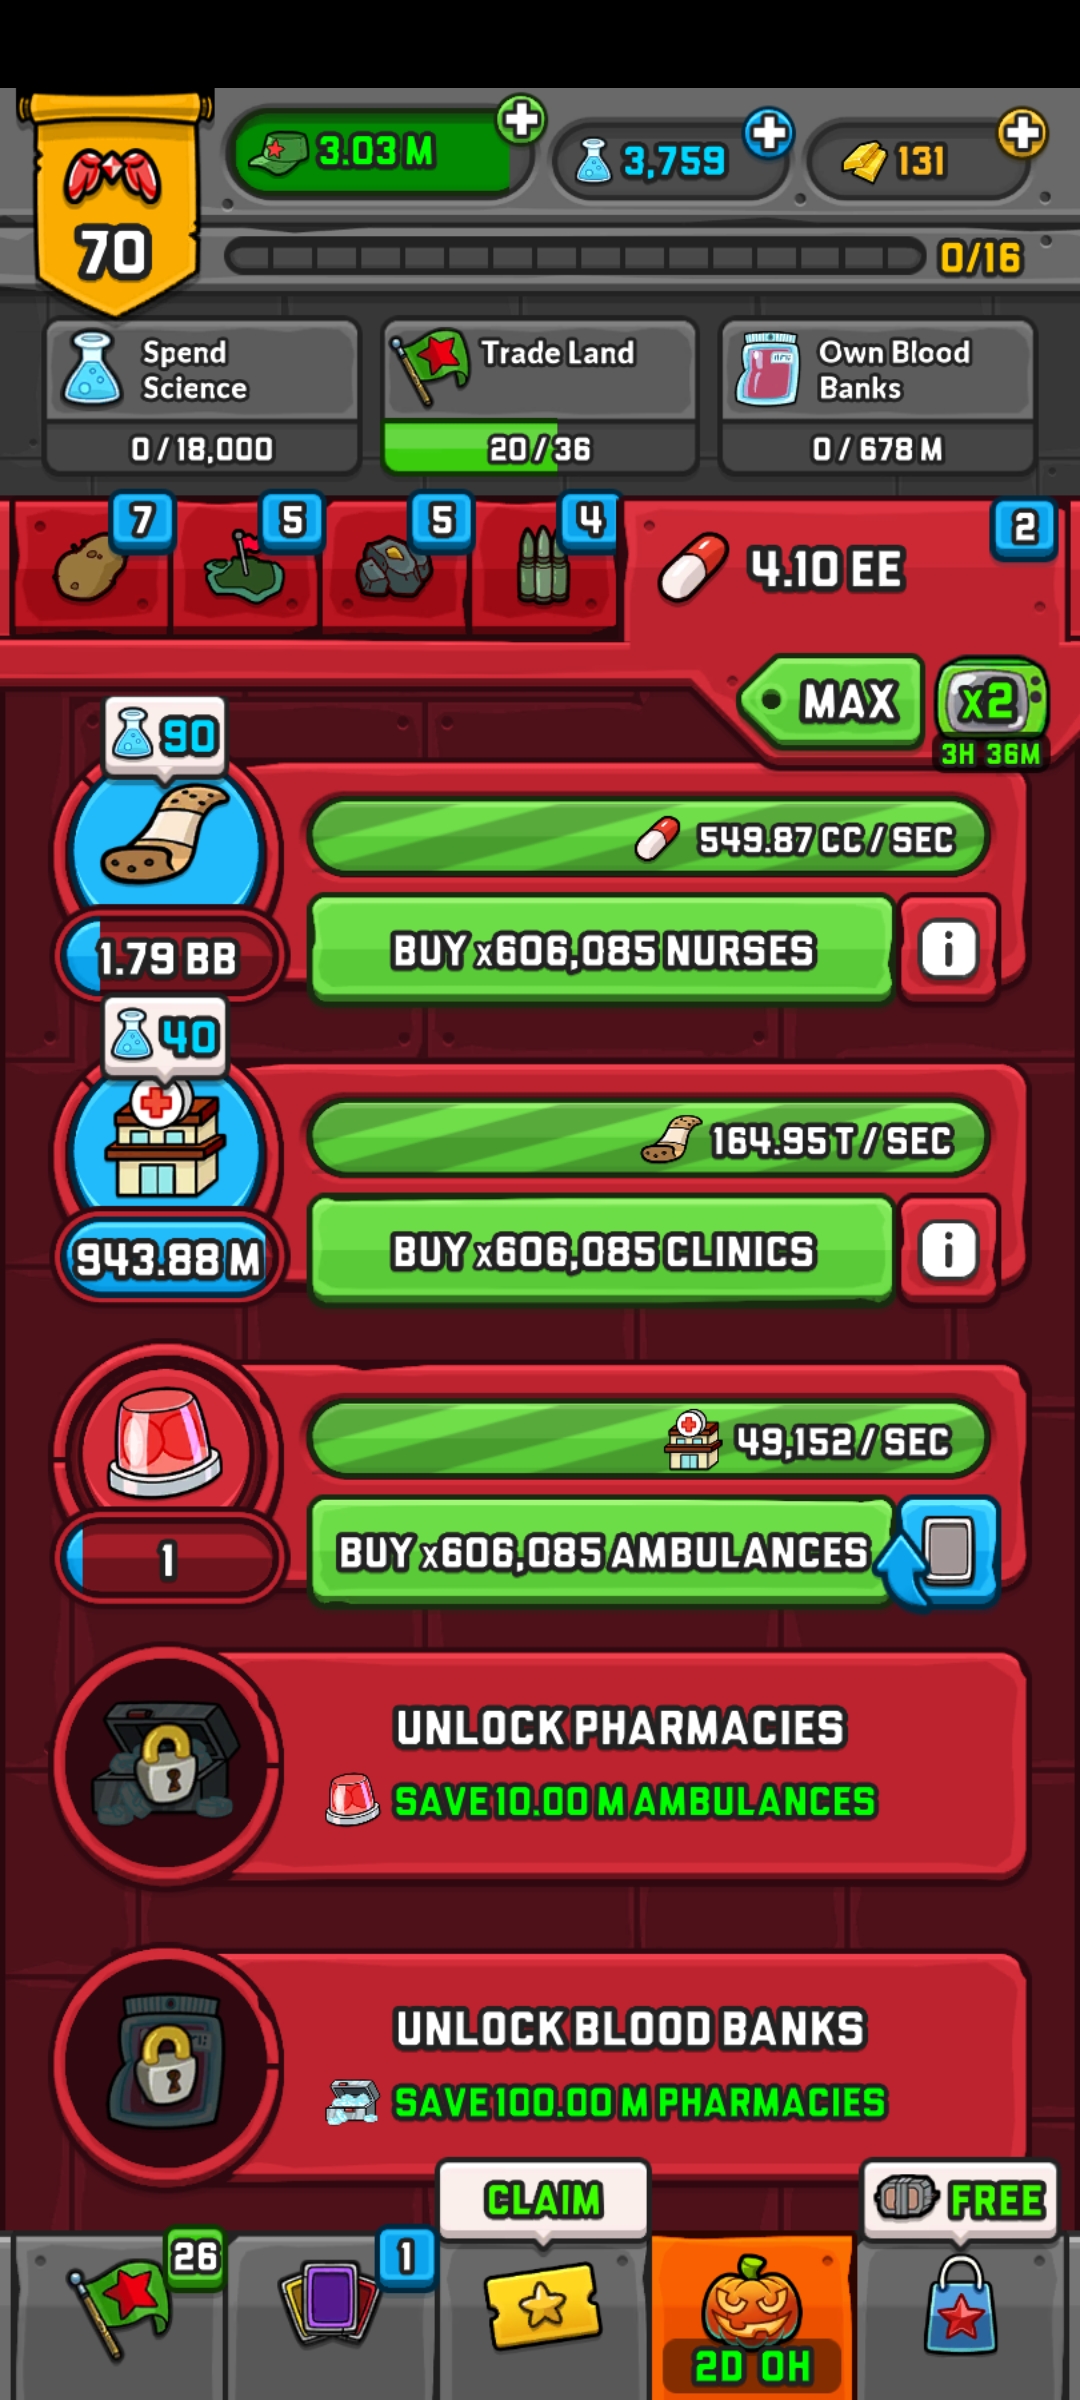 3.03 M
3,759
131
70
0/16
Spend
Science
0 / 18,000
Trade Land
20 / 36
Own Blood
Banks
0 / 678 M
7
5
5
4
4.10 EE
2
MAX
x2
3H 36M
90
549.87 CC / SEC
1.79 BB
BUY x606,085 NURSES
i
40
164.95 T / SEC
943.88 M
BUY x606,085 CLINICS
i
49,152 / SEC
1
BUY x606,085 AMBULANCES
UNLOCK PHARMACIES
SAVE 10.00 M AMBULANCES
UNLOCK BLOOD BANKS
SAVE 100.00 M PHARMACIES
CLAIM
FREE
26
1
2D 0H